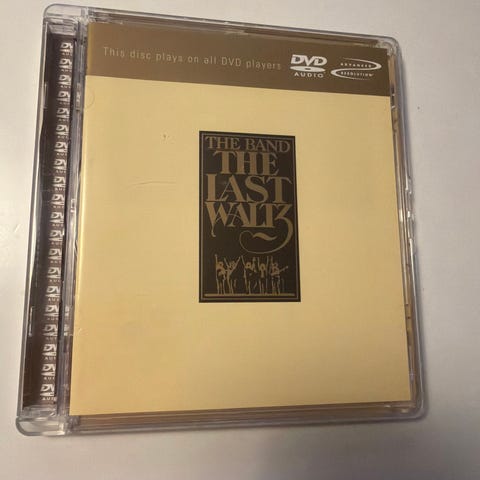 This disc plays on all DVD players
DVD
AUDIO
ADVANCED
RESOLUTION
THE BAND
THE
LAST
WALTZ